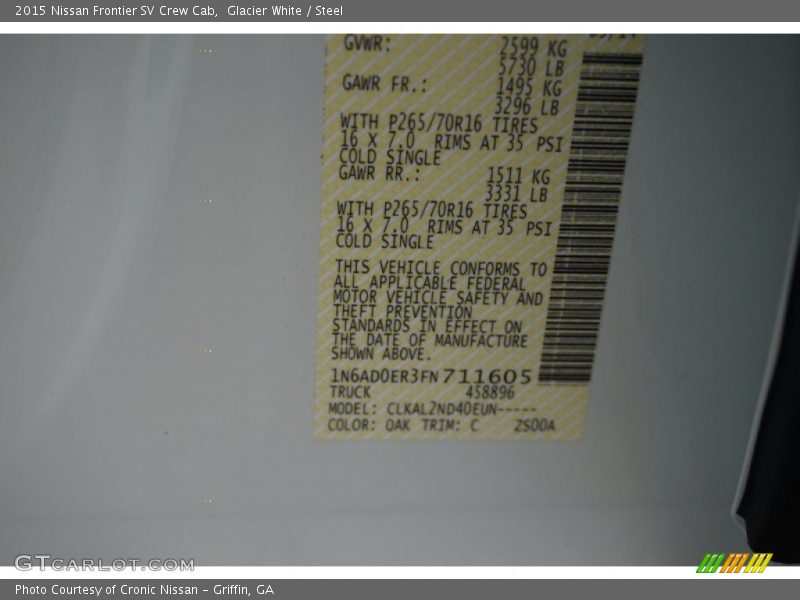 2015 Nissan Frontier SV Crew Cab,  Glacier White / Steel
GVWR: 2599 KG
5730 LB
GAWR FR.: 1495 KG
3296 LB
WITH P265/70R16 TIRES
16 X 7.0 RIMS AT 35 PSI
COLD SINGLE
GAWR RR.: 1511 KG
3331 LB
WITH P265/70R16 TIRES
16 X 7.0 RIMS AT 35 PSI
COLD SINGLE
THIS VEHICLE CONFORMS TO
ALL APPLICABLE FEDERAL
MOTOR VEHICLE SAFETY AND
THEFT PREVENTION
STANDARDS IN EFFECT ON
THE DATE OF MANUFACTURE
SHOWN ABOVE.
1N6AD0ER3FN711605
TRUCK 458896
MODEL: CLKAL2ND40EUN-----
COLOR: QAK TRIM: C 2S00A
GTCARLOT.COM
Photo Courtesy of Cronic Nissan - Griffin, GA